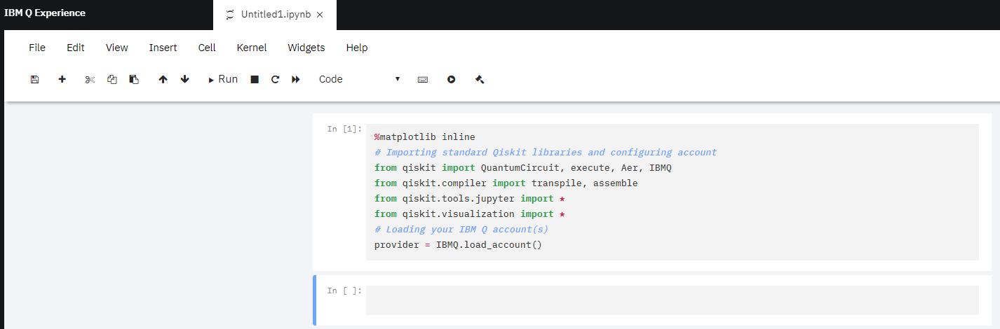 IBM Q Experience
Untitled1.ipynb ×
File Edit View Insert Cell Kernel Widgets Help
Run Code
In [1]:
%matplotlib inline
# Importing standard Qiskit libraries and configuring account
from qiskit import QuantumCircuit, execute, Aer, IBMQ
from qiskit.compiler import transpile, assemble
from qiskit.tools.jupyter import *
from qiskit.visualization import *
# Loading your IBM Q account(s)
provider = IBMQ.load_account()
In [ ]: